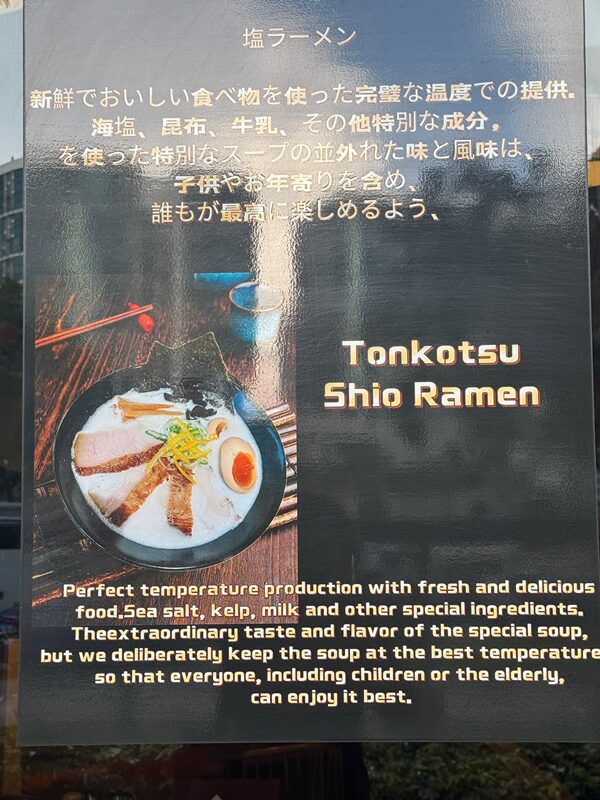 塩ラーメン
新鮮でおいしい食べ物を使った完璧な温度での提供.
海塩、昆布、牛乳、その他特別な成分,
を使った特別なスープの並外れた味と風味は、
子供やお年寄りを含め、
誰もが最高に楽しめるよう、
Tonkotsu
Shio Ramen
Perfect temperature production with fresh and delicious
food.Sea salt, kelp, milk and other special ingredients.
Theextraordinary taste and flavor of the special soup,
but we deliberately keep the soup at the best temperature
so that everyone, including children or the elderly,
can enjoy it best.